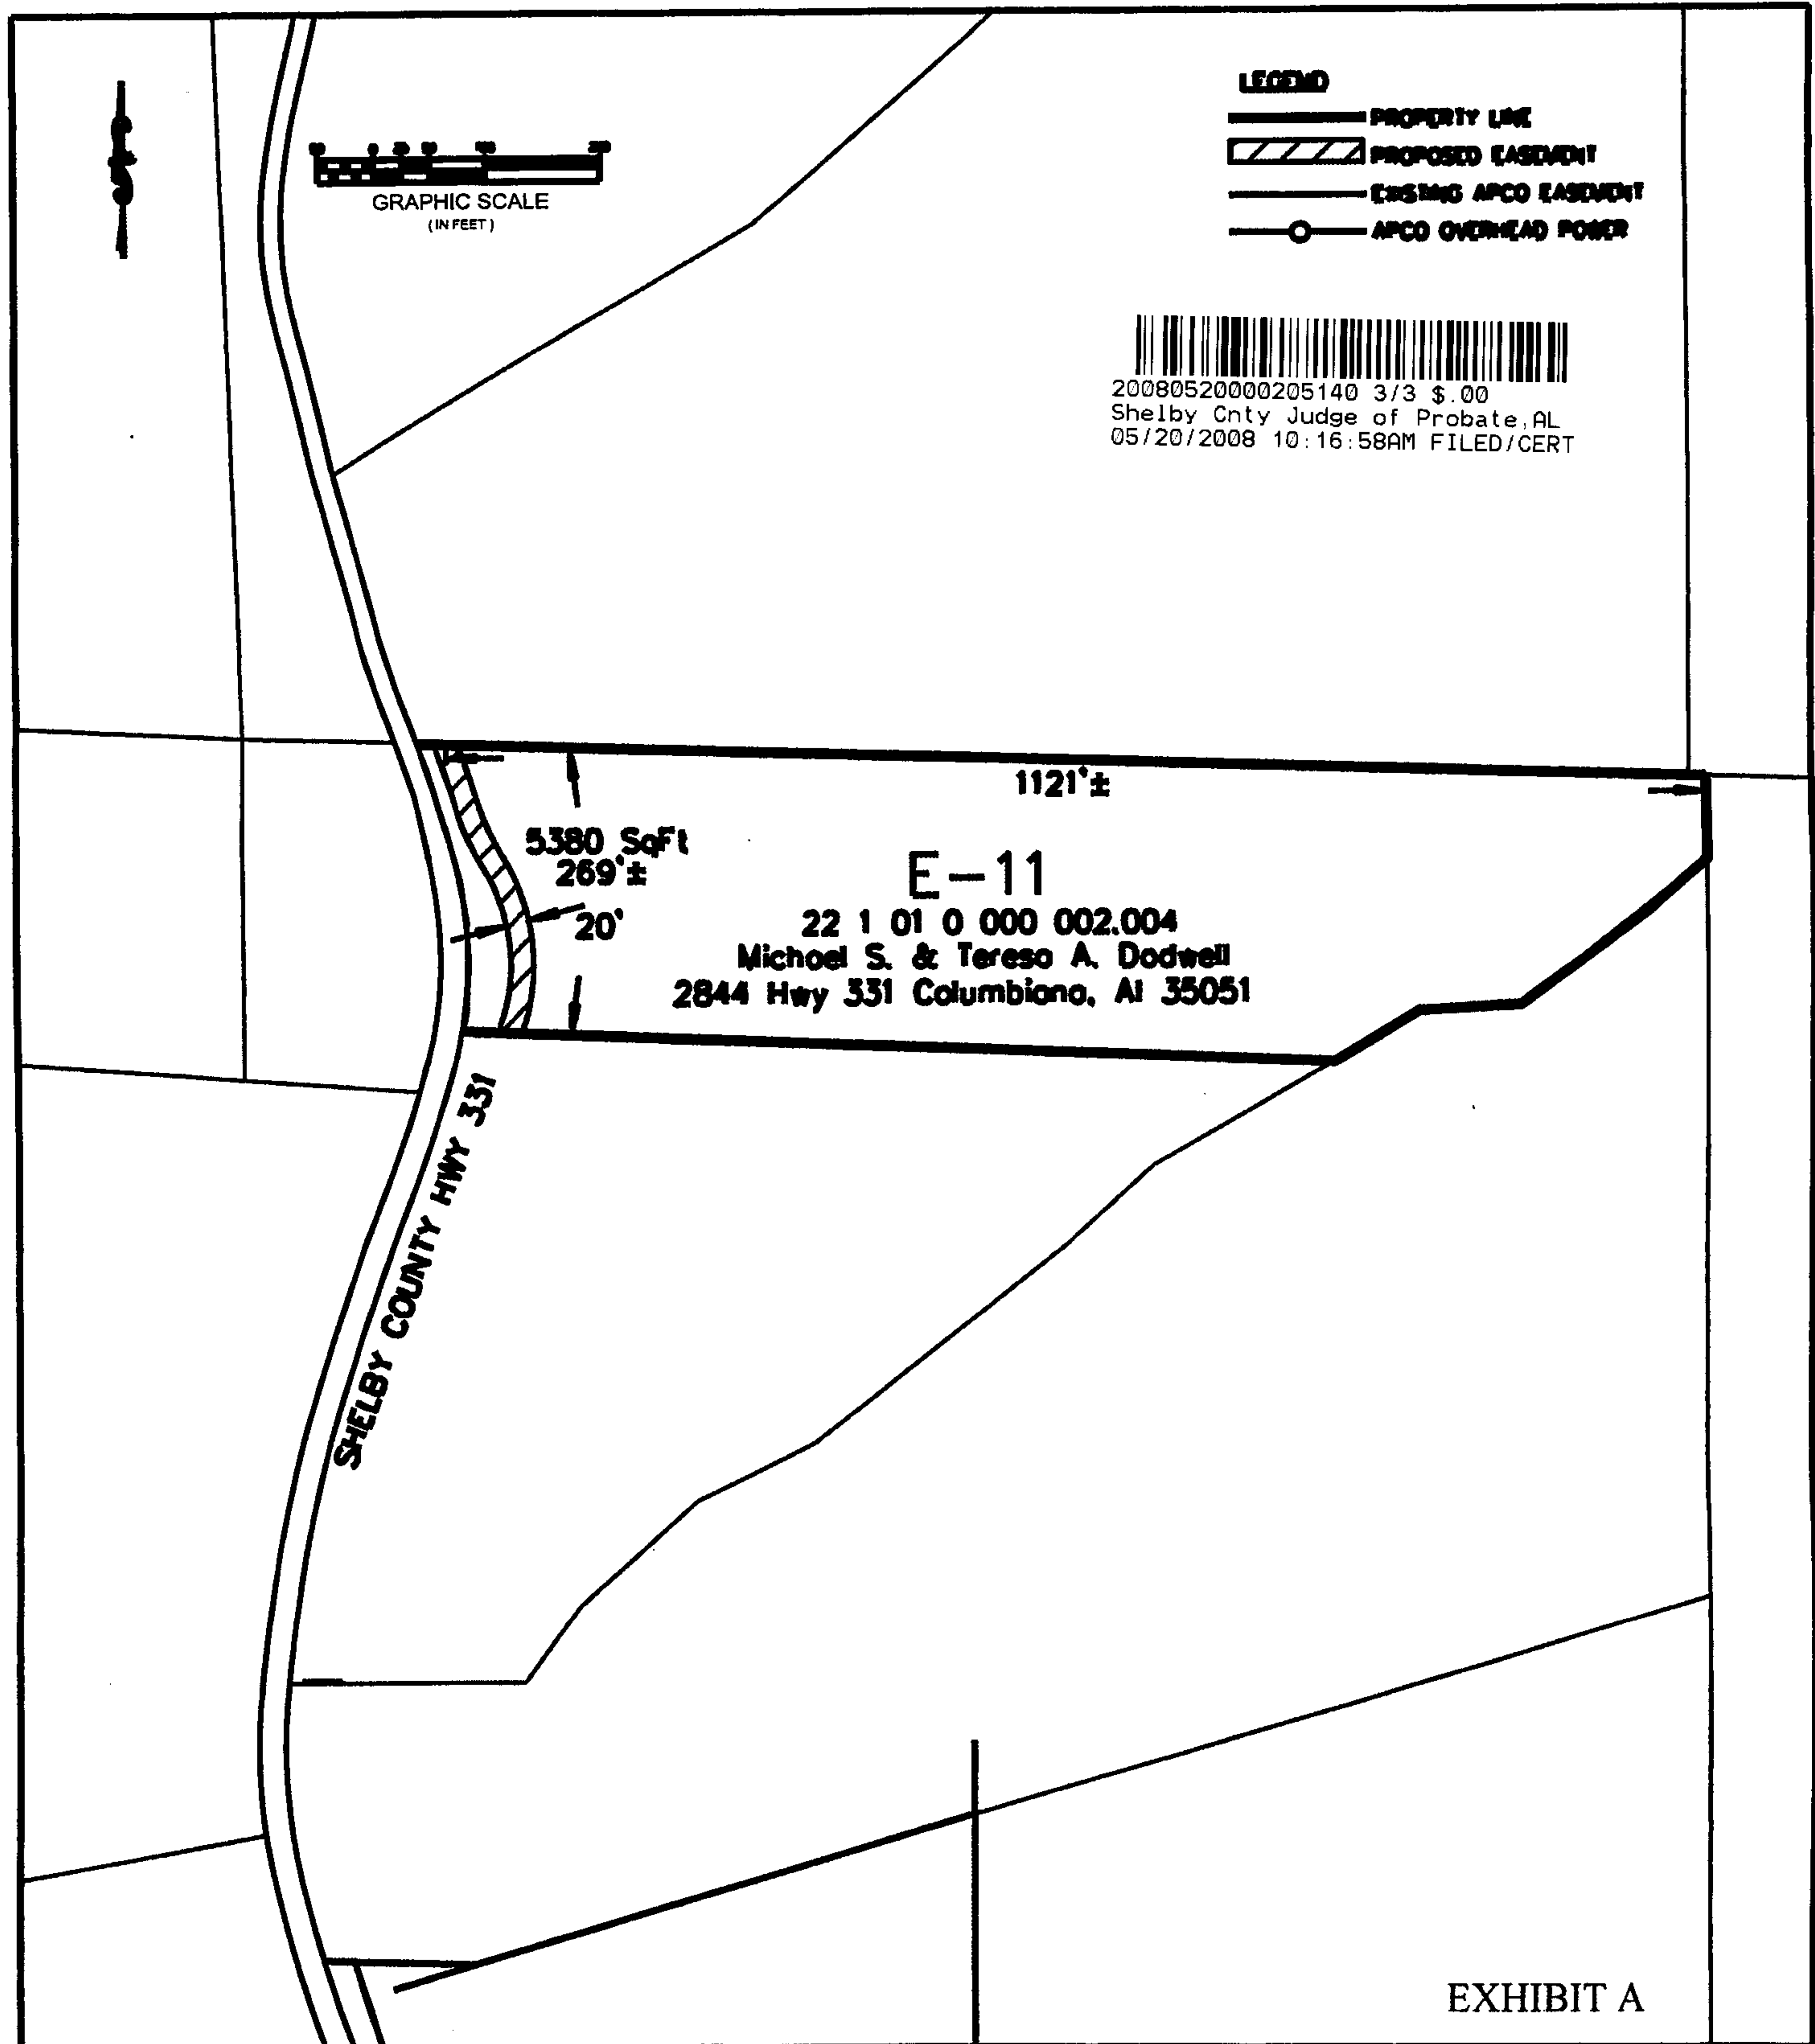 LEGEND
PROPERTY LINE
PROPOSED EASEMENT
EXISTING APCO EASEMENT
APCO OVERHEAD POWER
GRAPHIC SCALE
(IN FEET)
20080520000205140 3/3 $.00
Shelby Cnty Judge of Probate,AL
05/20/2008 10:16:58AM FILED/CERT
1121'±
5380 SqFt
269'±
20'
E-11
22 1 01 0 000 002.004
Michael S. & Teresa A. Dodwell
2844 Hwy 331 Columbiana, Al 35051
SHELBY COUNTY HWY 331
EXHIBIT A